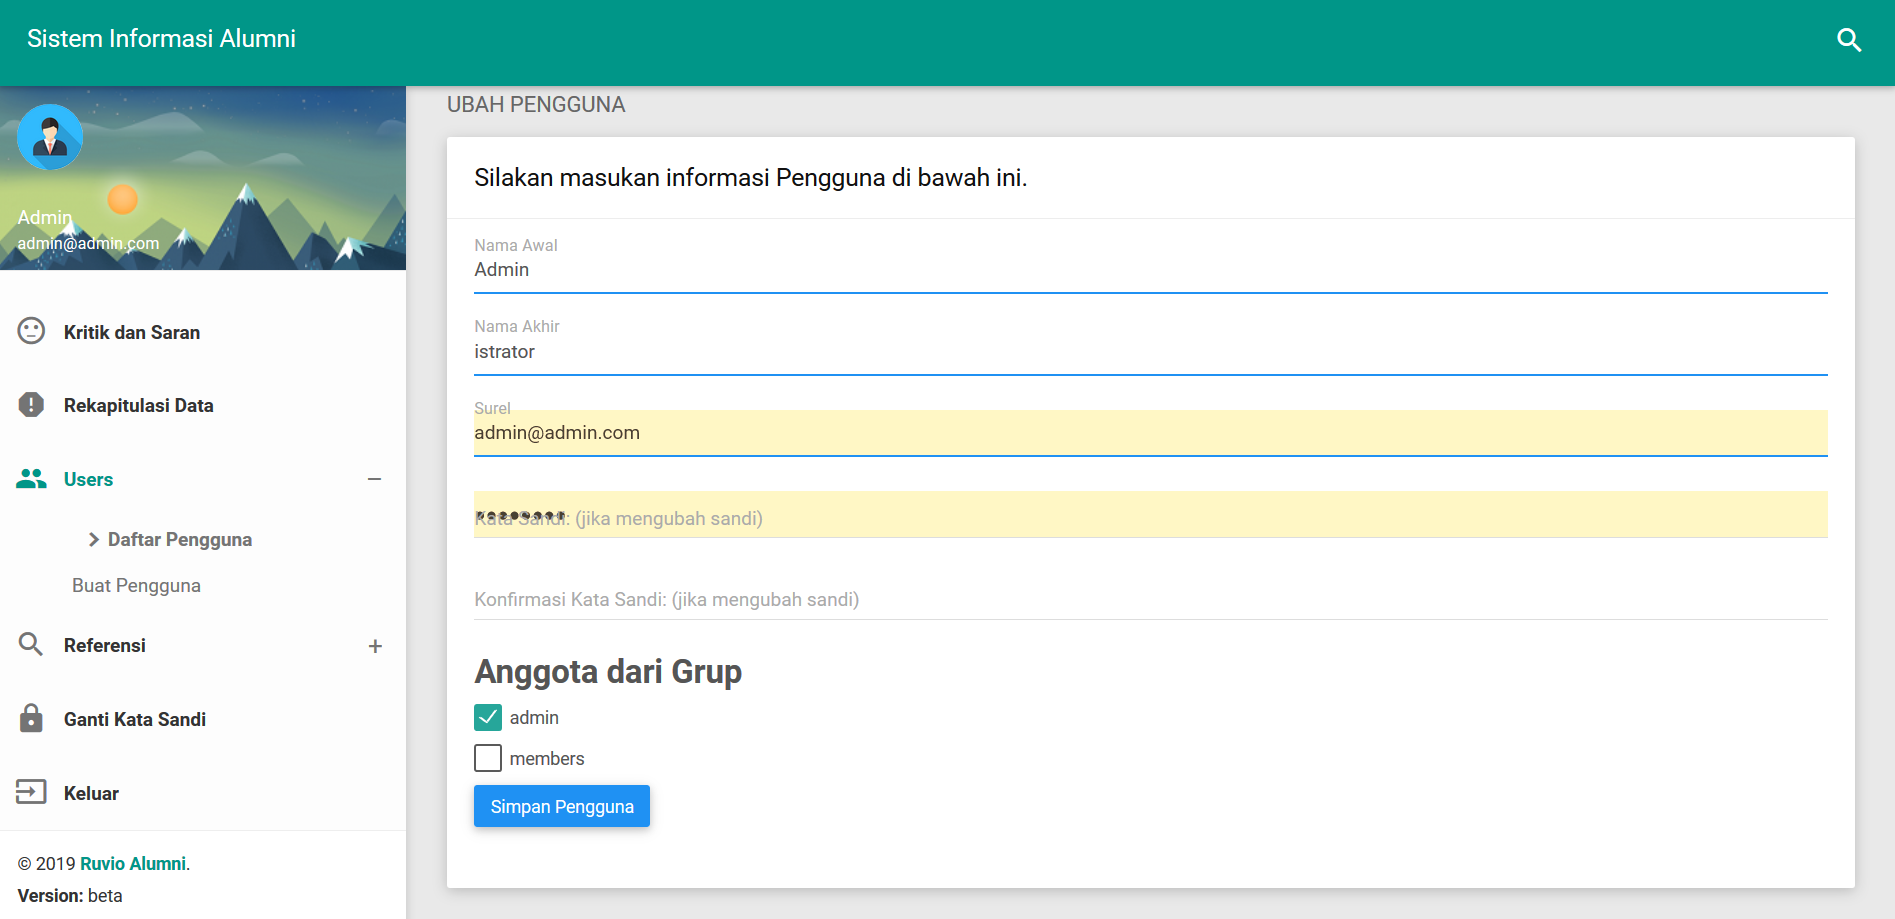 Sistem Informasi Alumni
Admin
admin@admin.com
Kritik dan Saran
Rekapitulasi Data
Users
Daftar Pengguna
Buat Pengguna
Referensi
Ganti Kata Sandi
Keluar
© 2019 Ruvio Alumni.
Version: beta
UBAH PENGGUNA
Silakan masukan informasi Pengguna di bawah ini.
Nama Awal
Admin
Nama Akhir
istrator
Surel
admin@admin.com
Kata Sandi: (jika mengubah sandi)
Konfirmasi Kata Sandi: (jika mengubah sandi)
Anggota dari Grup
admin
members
Simpan Pengguna